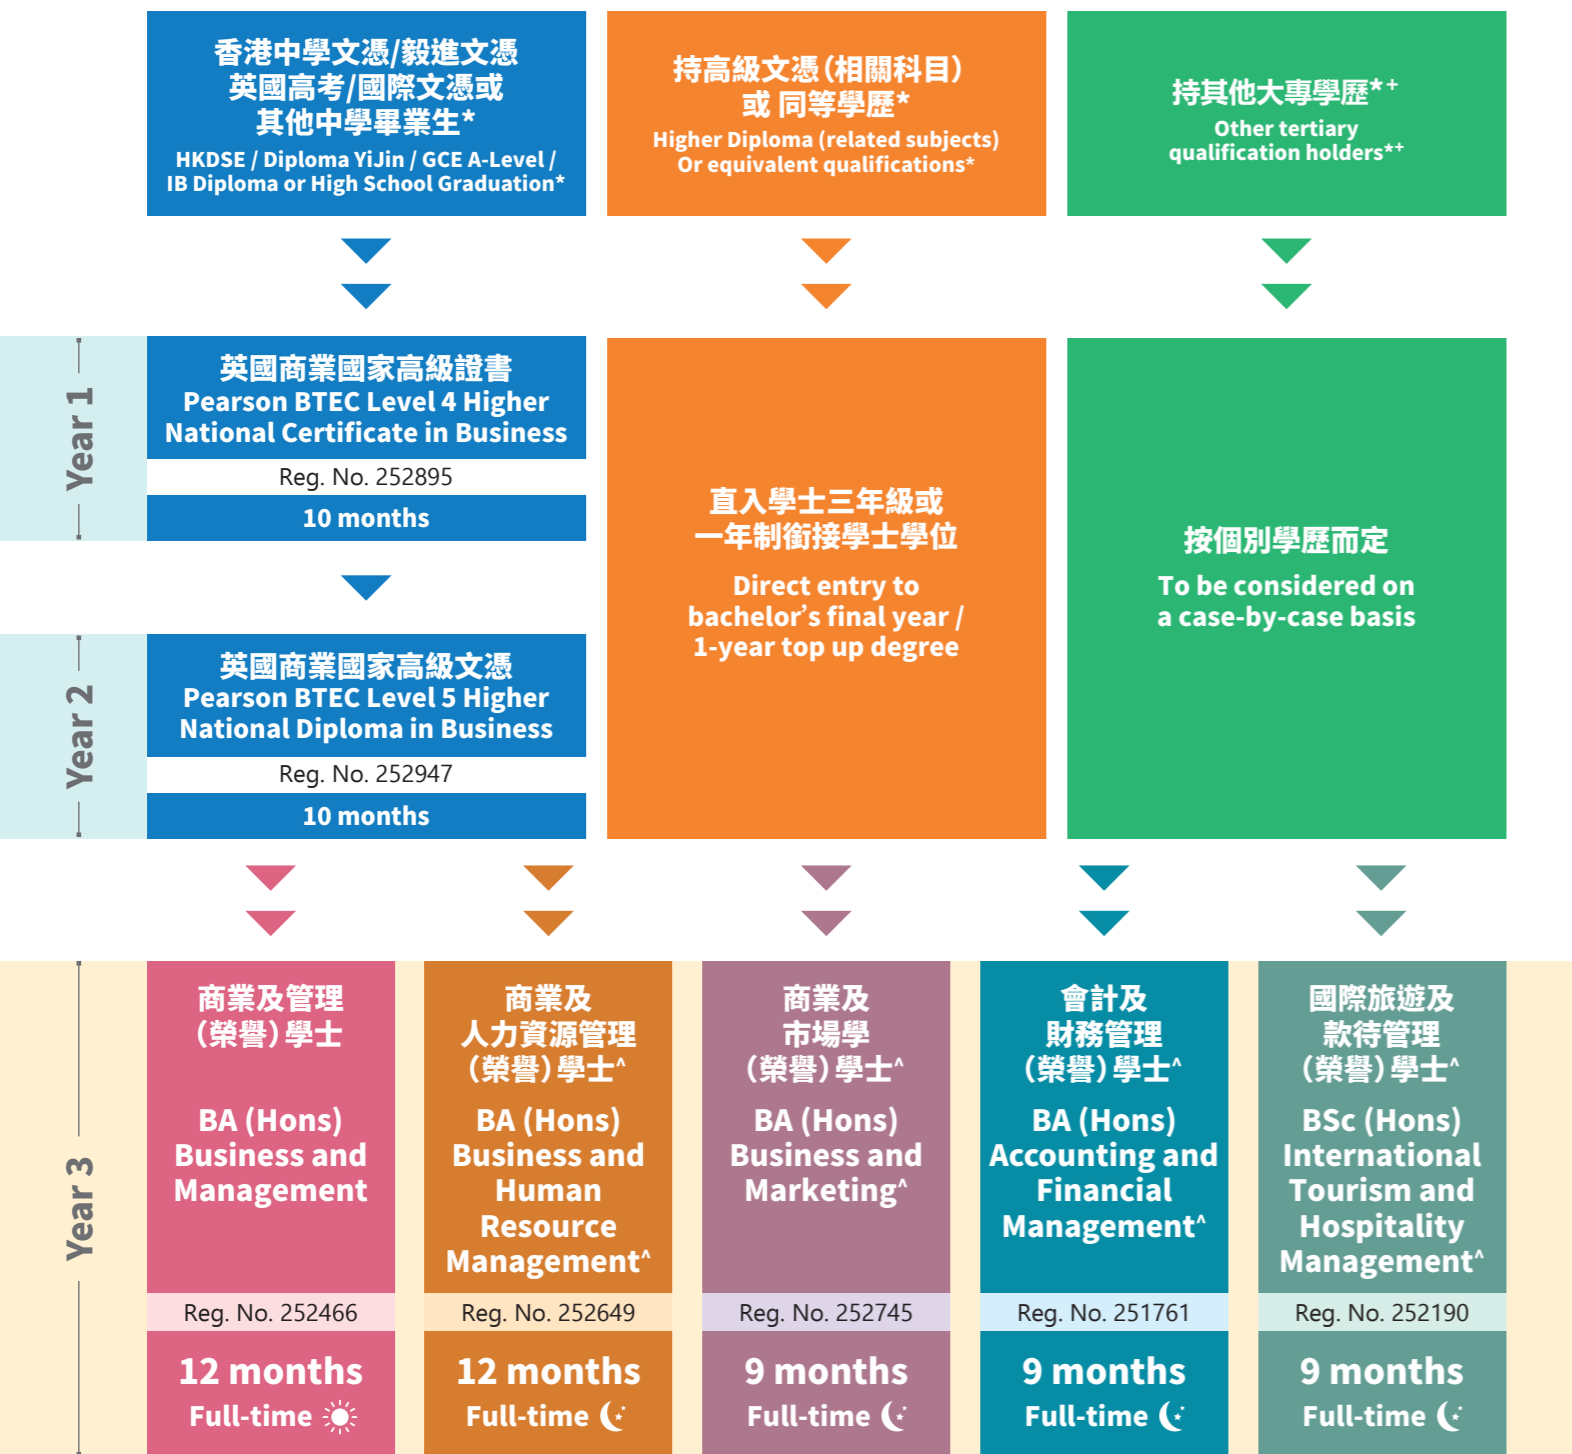 香港中學文憑/毅進文憑
英國高考/國際文憑或
其他中學畢業生*
HKDSE / Diploma YiJin / GCE A-Level /
IB Diploma or High School Graduation*
持高級文憑(相關科目)
或 同等學歷*
Higher Diploma (related subjects)
Or equivalent qualifications*
持其他大專學歷*+
Other tertiary
qualification holders*+
Year 1
英國商業國家高級證書
Pearson BTEC Level 4 Higher
National Certificate in Business
Reg. No. 252895
10 months
Year 2
英國商業國家高級文憑
Pearson BTEC Level 5 Higher
National Diploma in Business
Reg. No. 252947
10 months
直入學士三年級或
一年制銜接學士學位
Direct entry to
bachelor's final year /
1-year top up degree
按個別學歷而定
To be considered on
a case-by-case basis
Year 3
商業及管理
(榮譽)學士
BA (Hons)
Business and
Management
Reg. No. 252466
12 months
Full-time
商業及
人力資源管理
(榮譽)學士^
BA (Hons)
Business and
Human
Resource
Management^
Reg. No. 252649
12 months
Full-time
商業及
市場學
(榮譽)學士^
BA (Hons)
Business and
Marketing^
Reg. No. 252745
9 months
Full-time
會計及
財務管理
(榮譽)學士^
BA (Hons)
Accounting and
Financial
Management^
Reg. No. 251761
9 months
Full-time
國際旅遊及
款待管理
(榮譽)學士^
BSc (Hons)
International
Tourism and
Hospitality
Management^
Reg. No. 252190
9 months
Full-time